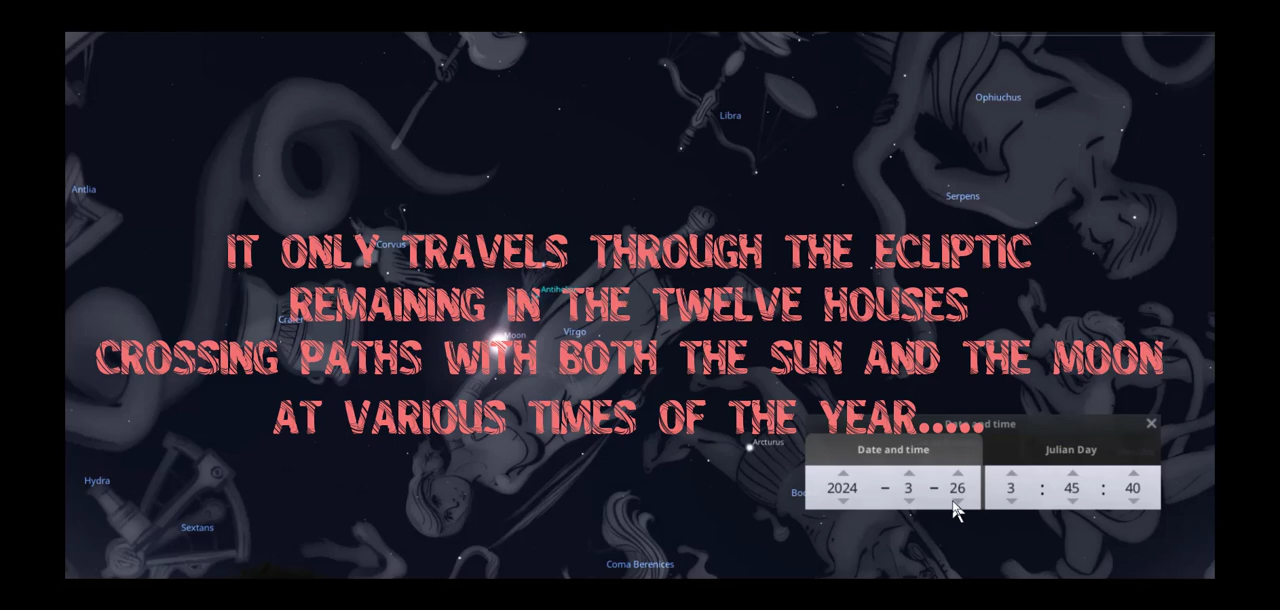 Ophiuchus
Libra
Antlia
Serpens
IT ONLY TRAVELS THROUGH THE ECLIPTIC
Corvus
REMAINING IN THE TWELVE HOUSES
Moon
Virgo
CROSSING PATHS WITH BOTH THE SUN AND THE MOON
AT VARIOUS TIMES OF THE YEAR.....
and time
Arcturus
Date and time Julian Day
2024 - 3 - 26 3 : 45 : 40
Hydra
Sextans
Coma Berenices